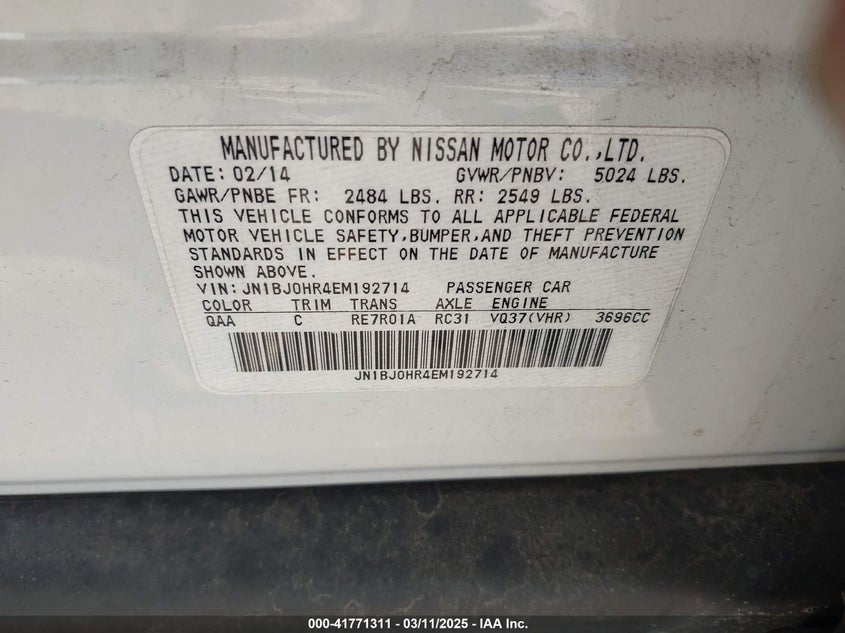 MANUFACTURED BY NISSAN MOTOR CO.,LTD.
DATE: 02/14 GVWR/PNBV: 5024 LBS.
GAWR/PNBE FR: 2484 LBS. RR: 2549 LBS.
THIS VEHICLE CONFORMS TO ALL APPLICABLE FEDERAL
MOTOR VEHICLE SAFETY,BUMPER,AND THEFT PREVENTION
STANDARDS IN EFFECT ON THE DATE OF MANUFACTURE
SHOWN ABOVE.
VIN: JN1BJ0HR4EM192714 PASSENGER CAR
COLOR TRIM TRANS AXLE ENGINE
QAA C RE7R01A RC31 VQ37(VHR) 3696CC
JN1BJ0HR4EM192714
000-41771311 — 03/11/2025 — IAA Inc.